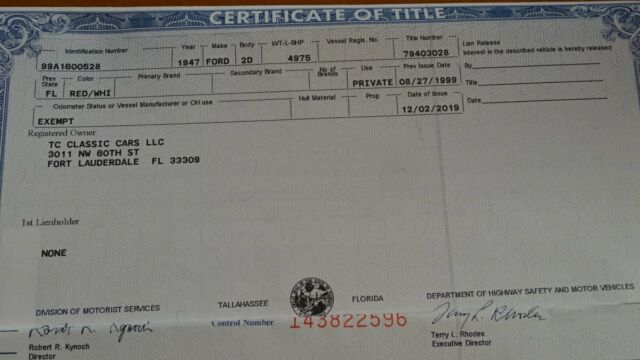 CERTIFICATE OF TITLE
Identification Number Year Make Body WT-L-BHP Vessel Regis. No. Title Number
99A1600528 1947 FORD 2D 4975 79403028
Lien Release
Interest in the described vehicle is hereby released
By
Title
Date
Prev State Color Primary Brand Secondary Brand No of Brands Use Prev Issue Date
FL RED/WHI PRIVATE 08/27/1999
Odometer Status or Vessel Manufacturer or OH use Hull Material Prop Date of Issue
EXEMPT 12/02/2019
Registered Owner
TC CLASSIC CARS LLC
3011 NW 60TH ST
FORT LAUDERDALE FL 33309
1st Lienholder
NONE
DIVISION OF MOTORIST SERVICES TALLAHASSEE FLORIDA DEPARTMENT OF HIGHWAY SAFETY AND MOTOR VEHICLES
Control Number 143822596
Robert R. Kynoch
Director
Terry L. Rhodes
Executive Director